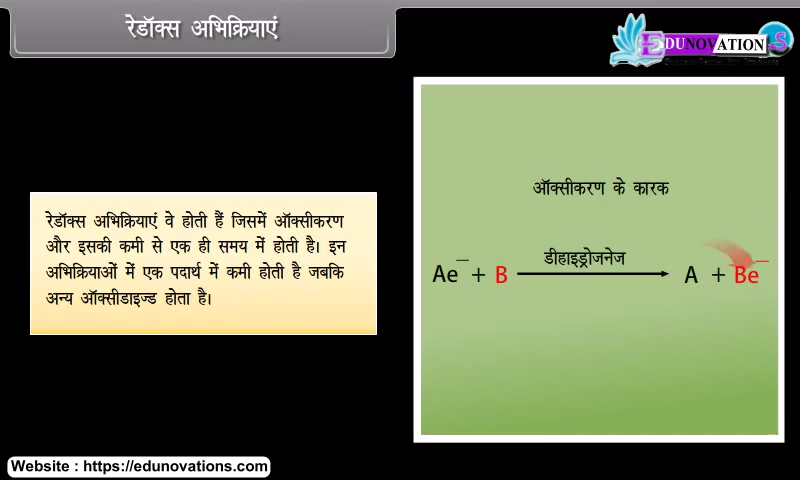 रेडॉक्स अभिक्रियाएं
EDUNOVATION.S
रेडॉक्स अभिक्रियाएं वे होती हैं जिसमें ऑक्सीकरण
और इसकी कमी से एक ही समय में होती है। इन
अभिक्रियाओं में एक पदार्थ में कमी होती है जबकि
अन्य ऑक्सीडाइज्ड होता है।
ऑक्सीकरण के कारक
डीहाइड्रोजनेज
Ae⁻ + B ⟶ A + Be⁻
Website : https://edunovations.com